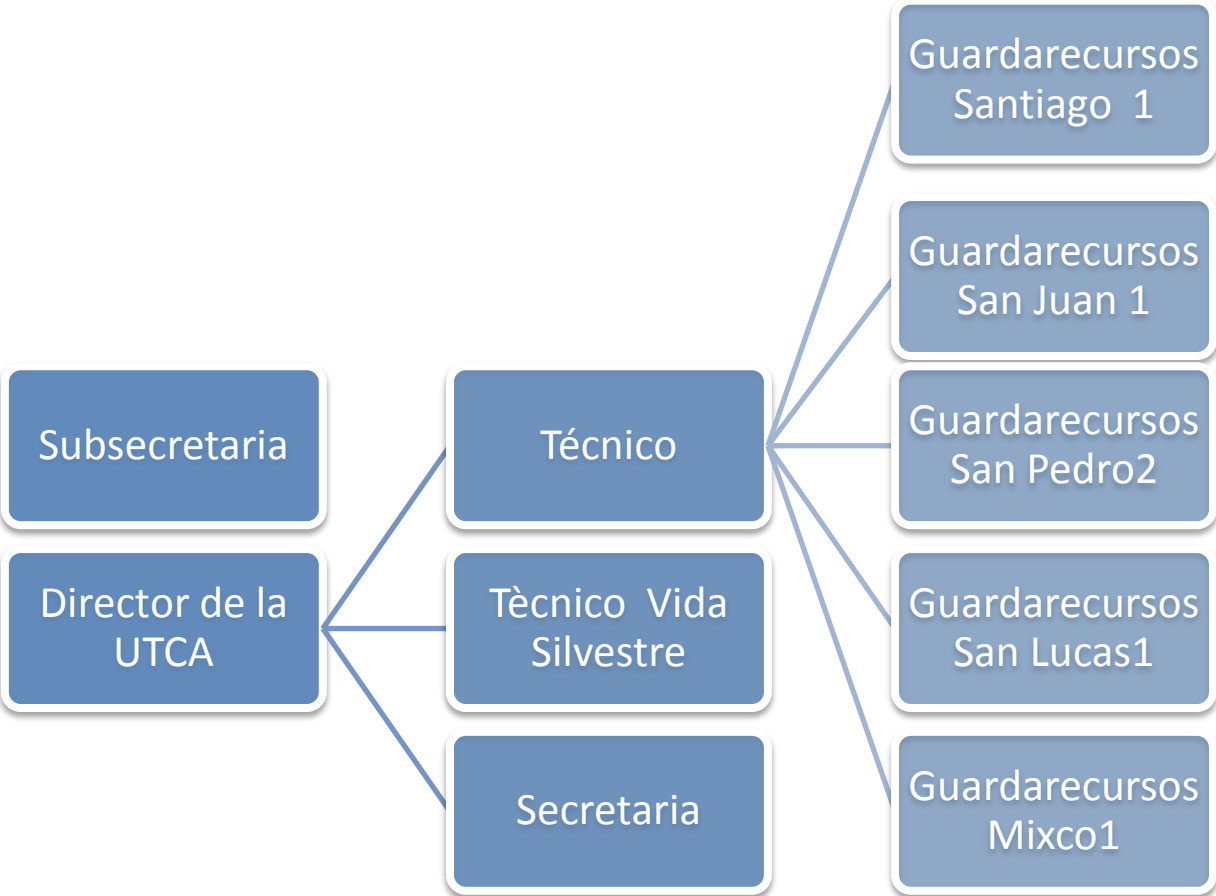 Subsecretaria
Director de la
UTCA
Técnico
Tècnico  Vida
Silvestre
Secretaria
Guardarecursos
Santiago  1
Guardarecursos
San Juan 1
Guardarecursos
San Pedro2
Guardarecursos
San Lucas1
Guardarecursos
Mixco1